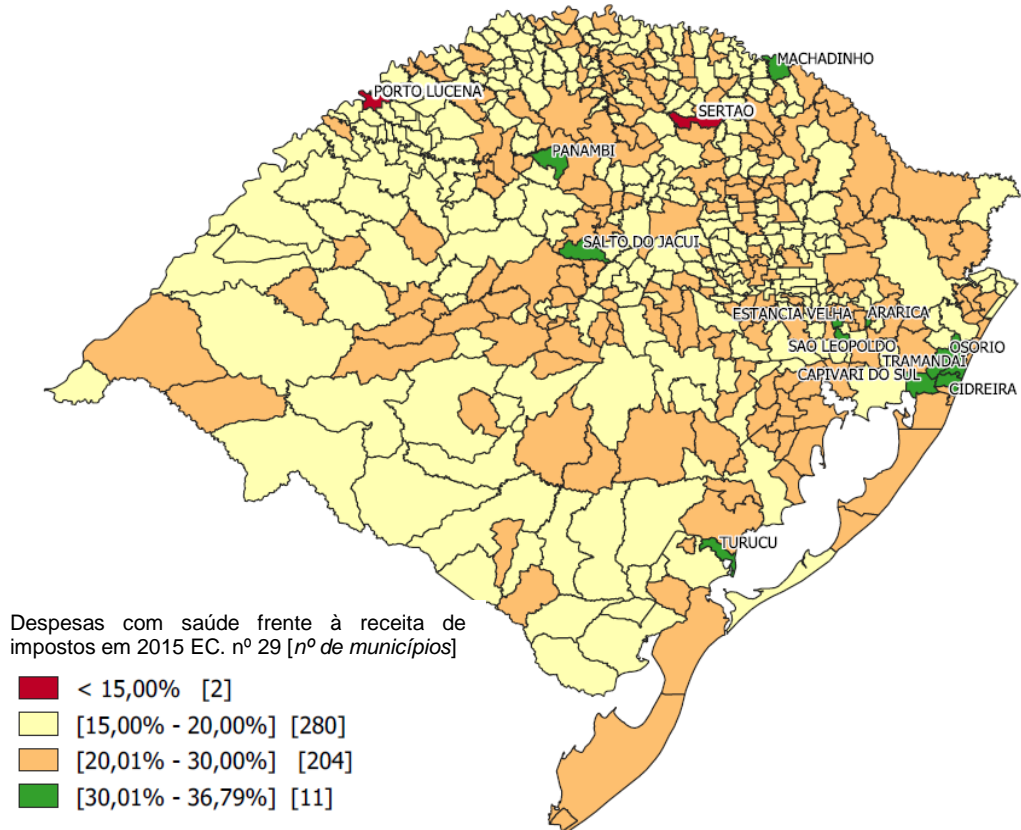 MACHADINHO
PORTO LUCENA
SERTAO
PANAMBI
SALTO DO JACUI
ESTANCIA VELHA
ARARICA
SAO LEOPOLDO
OSORIO
TRAMANDAI
CAPIVARI DO SUL
CIDREIRA
TURUCU
Despesas com saúde frente à receita de
impostos em 2015 EC. nº 29 [nº de municípios]
< 15,00% [2]
[15,00% - 20,00%] [280]
[20,01% - 30,00%] [204]
[30,01% - 36,79%] [11]